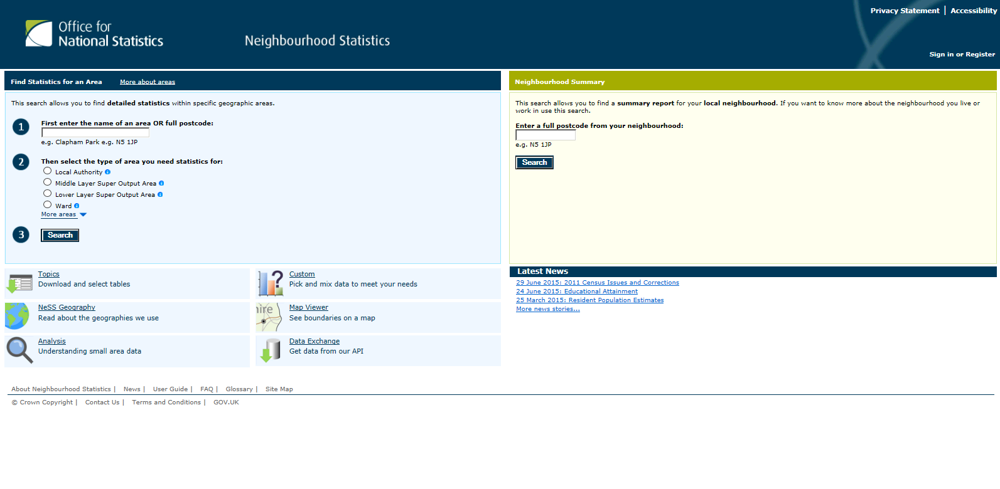 Privacy Statement | Accessibility
Office for
National Statistics
Neighbourhood Statistics
Sign in or Register
Find Statistics for an Area More about areas
This search allows you to find detailed statistics within specific geographic areas.
1 First enter the name of an area OR full postcode:
e.g. Clapham Park e.g. N5 1JP
2 Then select the type of area you need statistics for:
Local Authority i
Middle Layer Super Output Area i
Lower Layer Super Output Area i
Ward i
More areas
3 Search
Neighbourhood Summary
This search allows you to find a summary report for your local neighbourhood. If you want to know more about the neighbourhood you live or
work in use this search.
Enter a full postcode from your neighbourhood:
e.g. N5 1JP
Search
Topics
Download and select tables
Custom
Pick and mix data to meet your needs
NeSS Geography
Read about the geographies we use
hire
Map Viewer
See boundaries on a map
Analysis
Understanding small area data
Data Exchange
Get data from our API
Latest News
29 June 2015: 2011 Census Issues and Corrections
24 June 2015: Educational Attainment
25 March 2015: Resident Population Estimates
More news stories...
About Neighbourhood Statistics | News | User Guide | FAQ | Glossary | Site Map
© Crown Copyright | Contact Us | Terms and Conditions | GOV.UK